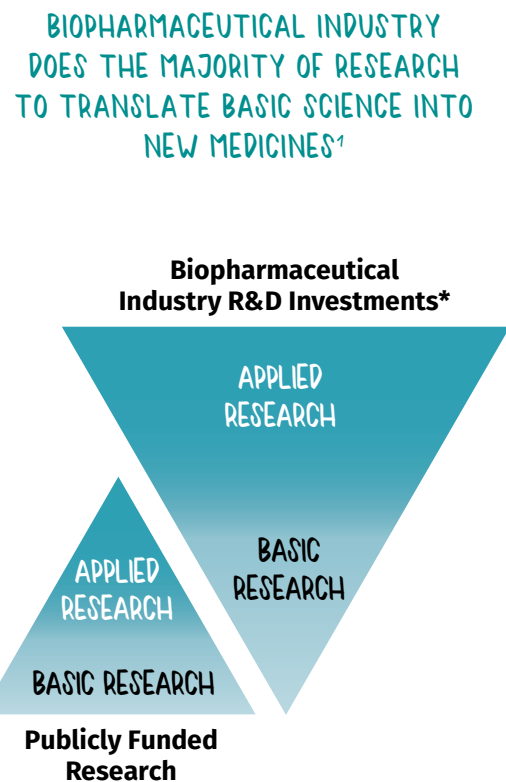 BIOPHARMACEUTICAL INDUSTRY
DOES THE MAJORITY OF RESEARCH
TO TRANSLATE BASIC SCIENCE INTO
NEW MEDICINES¹
Biopharmaceutical
Industry R&D Investments*
APPLIED
RESEARCH
BASIC
RESEARCH
APPLIED
RESEARCH
BASIC RESEARCH
Publicly Funded
Research